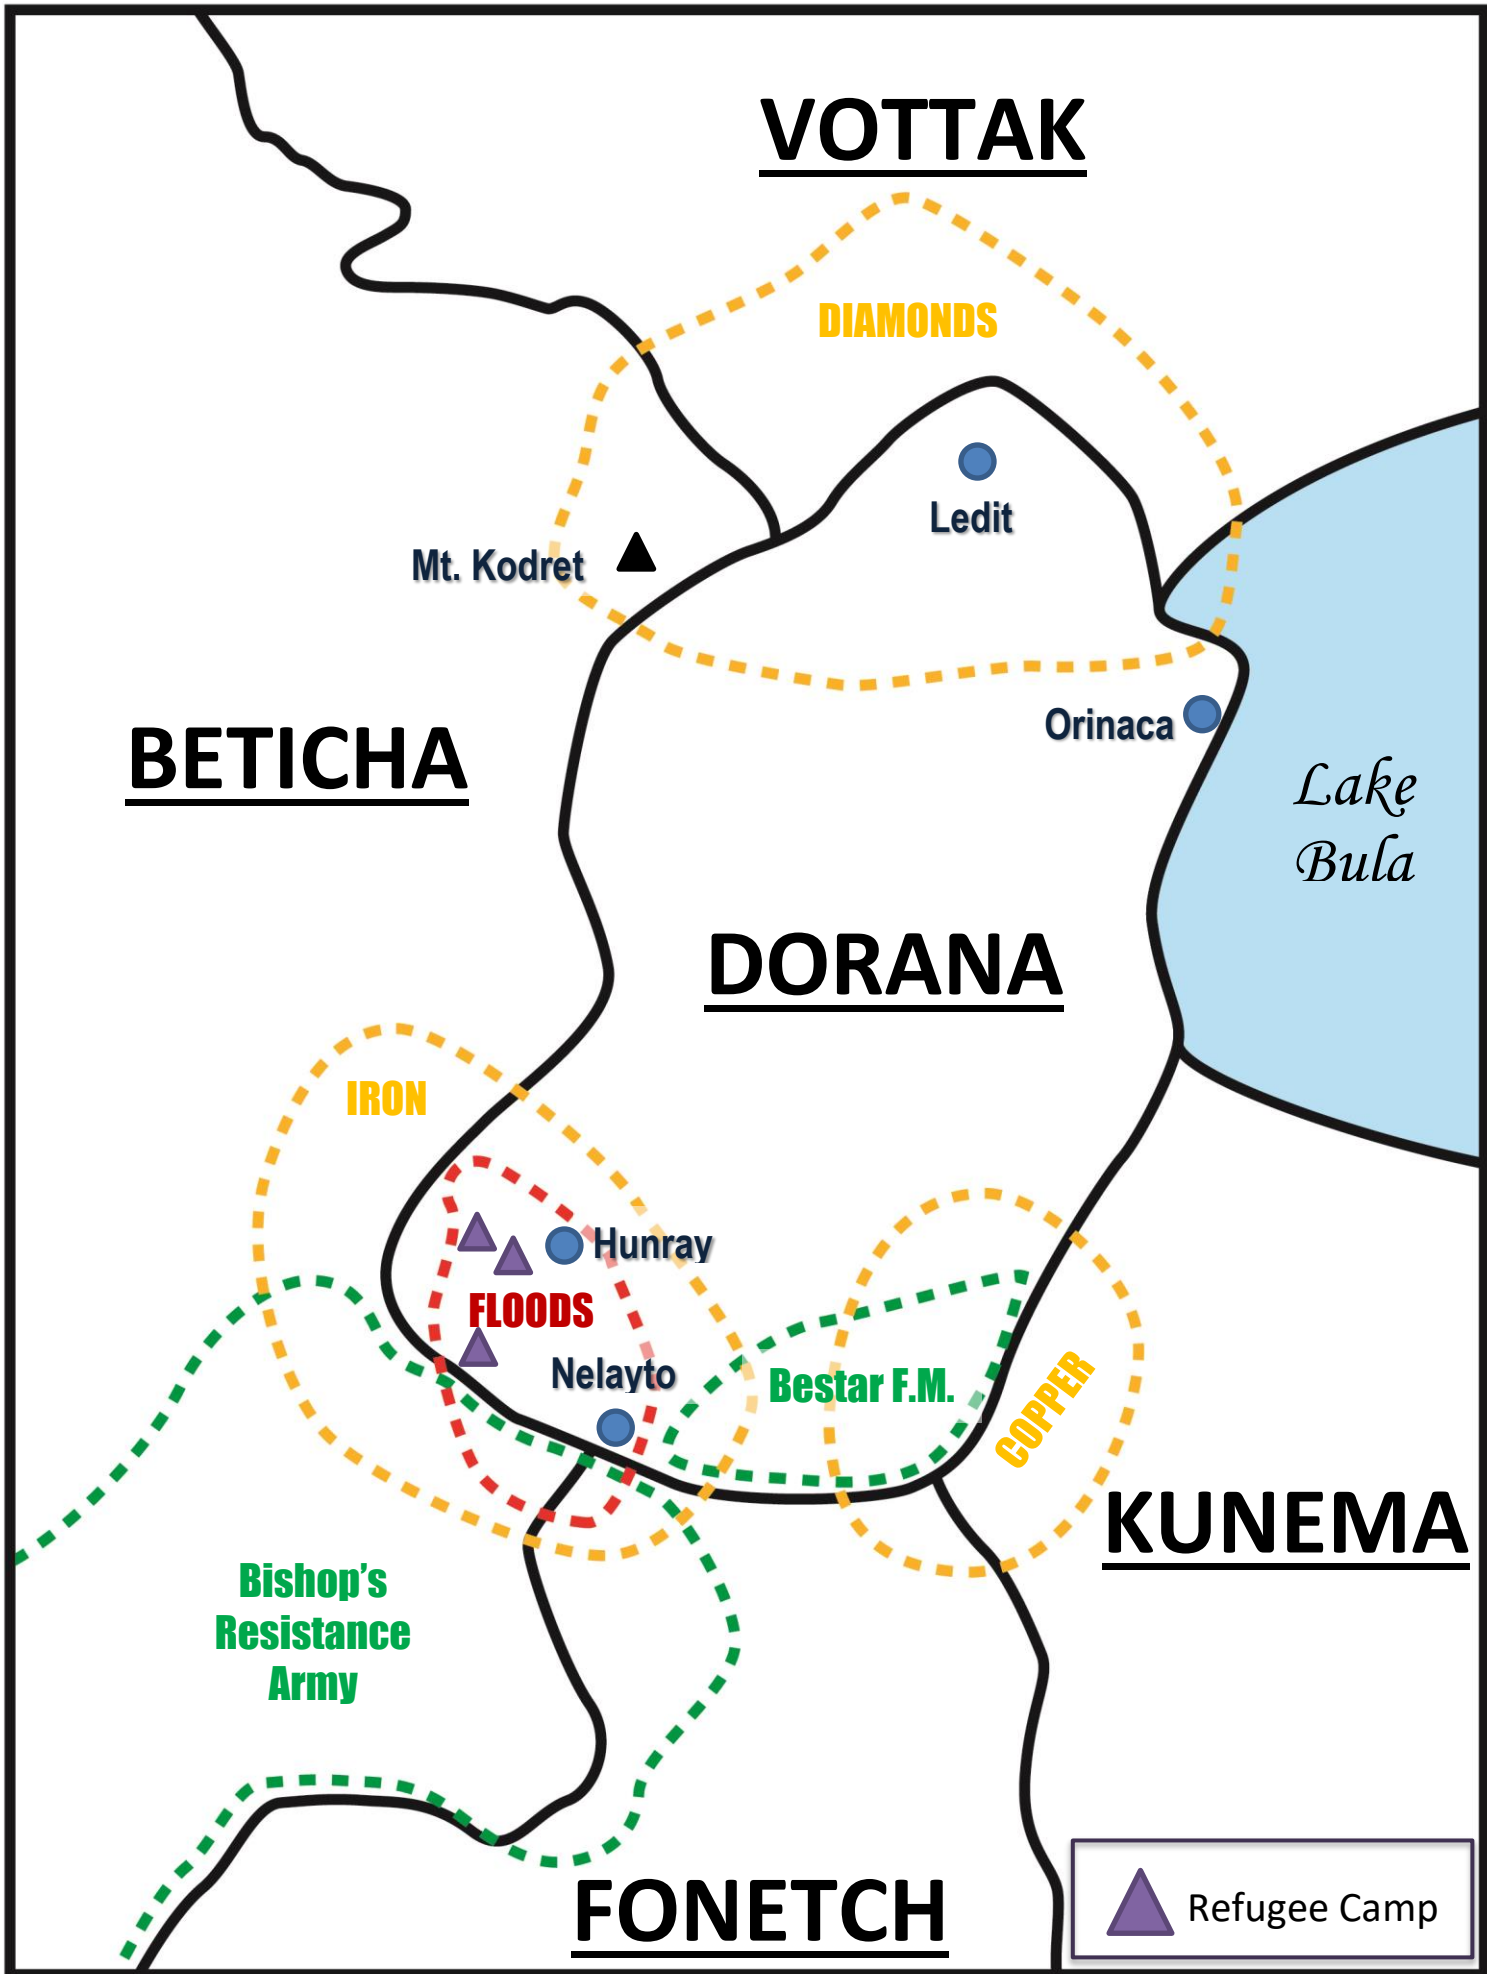 VOTTAK
DIAMONDS
Ledit
Mt. Kodret
Orinaca
BETICHA
Lake
Bula
DORANA
IRON
Hunray
FLOODS
Nelayto
Bestar F.M.
COPPER
KUNEMA
Bishop’s
Resistance
Army
FONETCH
Refugee Camp